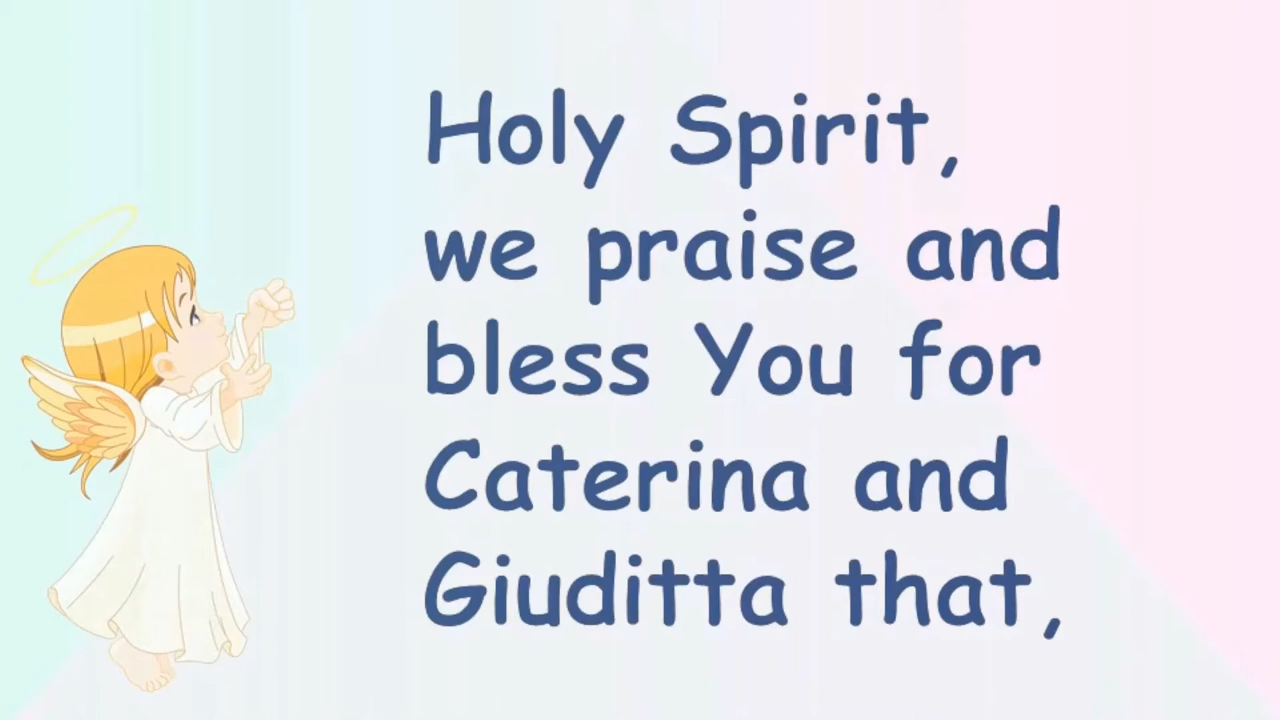 Holy Spirit,
we praise and
bless You for
Caterina and
Giuditta that,